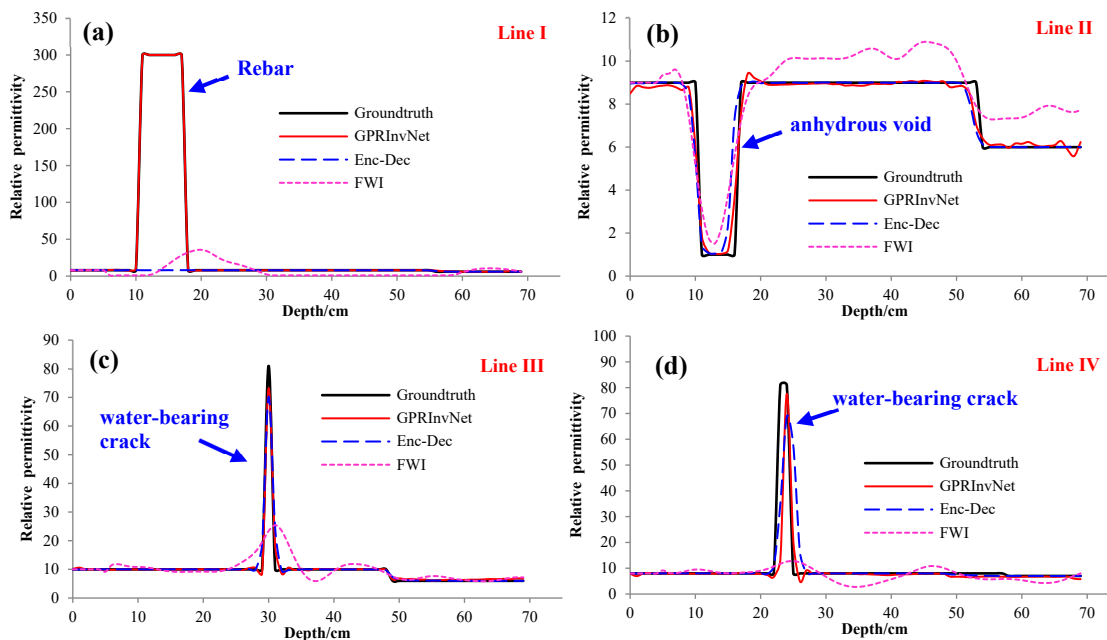 (a)
Line I
Relative permittivity
350
300
250
200
150
100
50
0
Rebar
Groundtruth
GPRInvNet
Enc-Dec
FWI
0 10 20 30 40 50 60 70
Depth/cm
(b)
Line II
Relative permittivity
12
10
8
6
4
2
0
anhydrous void
Groundtruth
GPRInvNet
Enc-Dec
FWI
0 10 20 30 40 50 60 70
Depth/cm
(c)
Line III
Relative permittivity
90
80
70
60
50
40
30
20
10
0
water-bearing
crack
Groundtruth
GPRInvNet
Enc-Dec
FWI
0 10 20 30 40 50 60 70
Depth/cm
(d)
Line IV
Relative permittivity
100
90
80
70
60
50
40
30
20
10
0
water-bearing crack
Groundtruth
GPRInvNet
Enc-Dec
FWI
0 10 20 30 40 50 60 70
Depth/cm